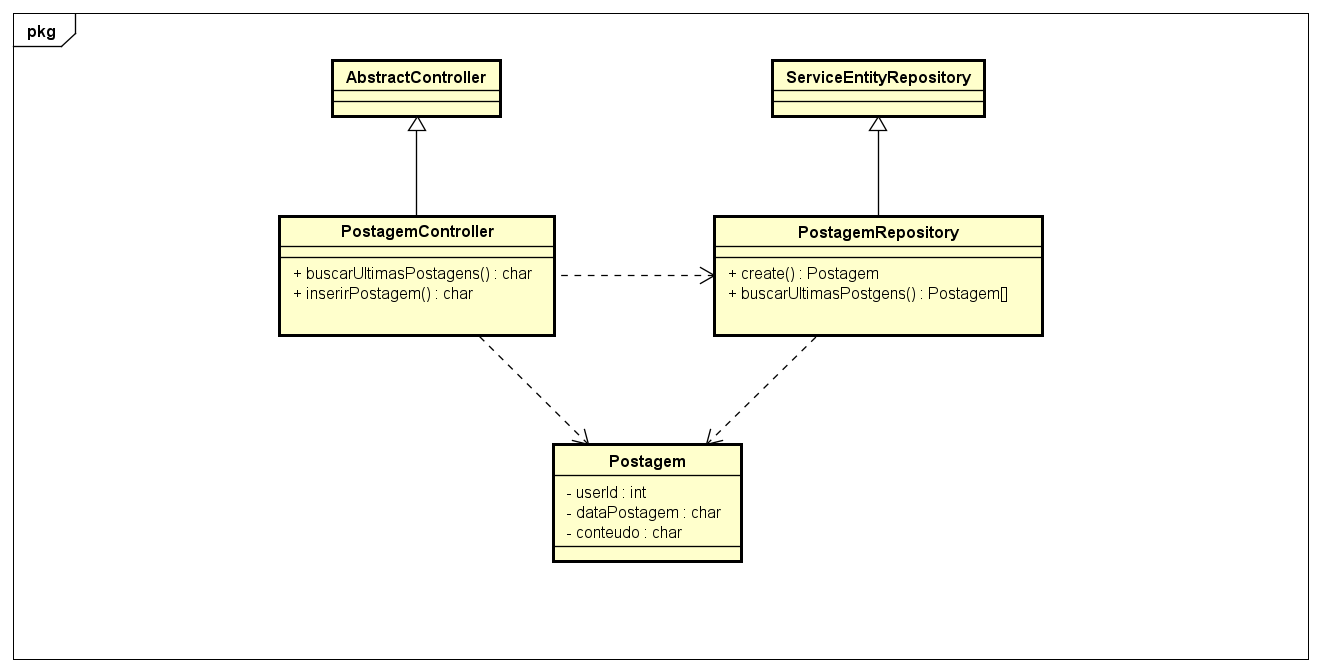 pkg
AbstractController
ServiceEntityRepository
PostagemController
+ buscarUltimasPostagens() : char
+ inserirPostagem() : char
PostagemRepository
+ create() : Postagem
+ buscarUltimasPostgens() : Postagem[]
Postagem
- userId : int
- dataPostagem : char
- conteudo : char